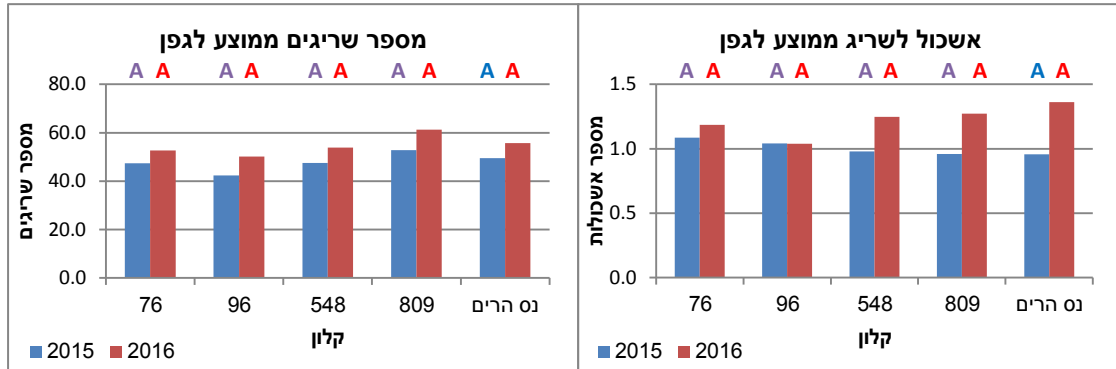 מספר שריגים ממוצע לגפן
A A A A A A A A A A
80.0
60.0
40.0
20.0
0.0
מספר שריגים
76 96 548 809 נס הרים
קלון
2015 2016
אשכול לשריג ממוצע לגפן
A A A A A A A A A A
1.5
1.0
0.5
0.0
מספר אשכולות
76 96 548 809 נס הרים
קלון
2015 2016